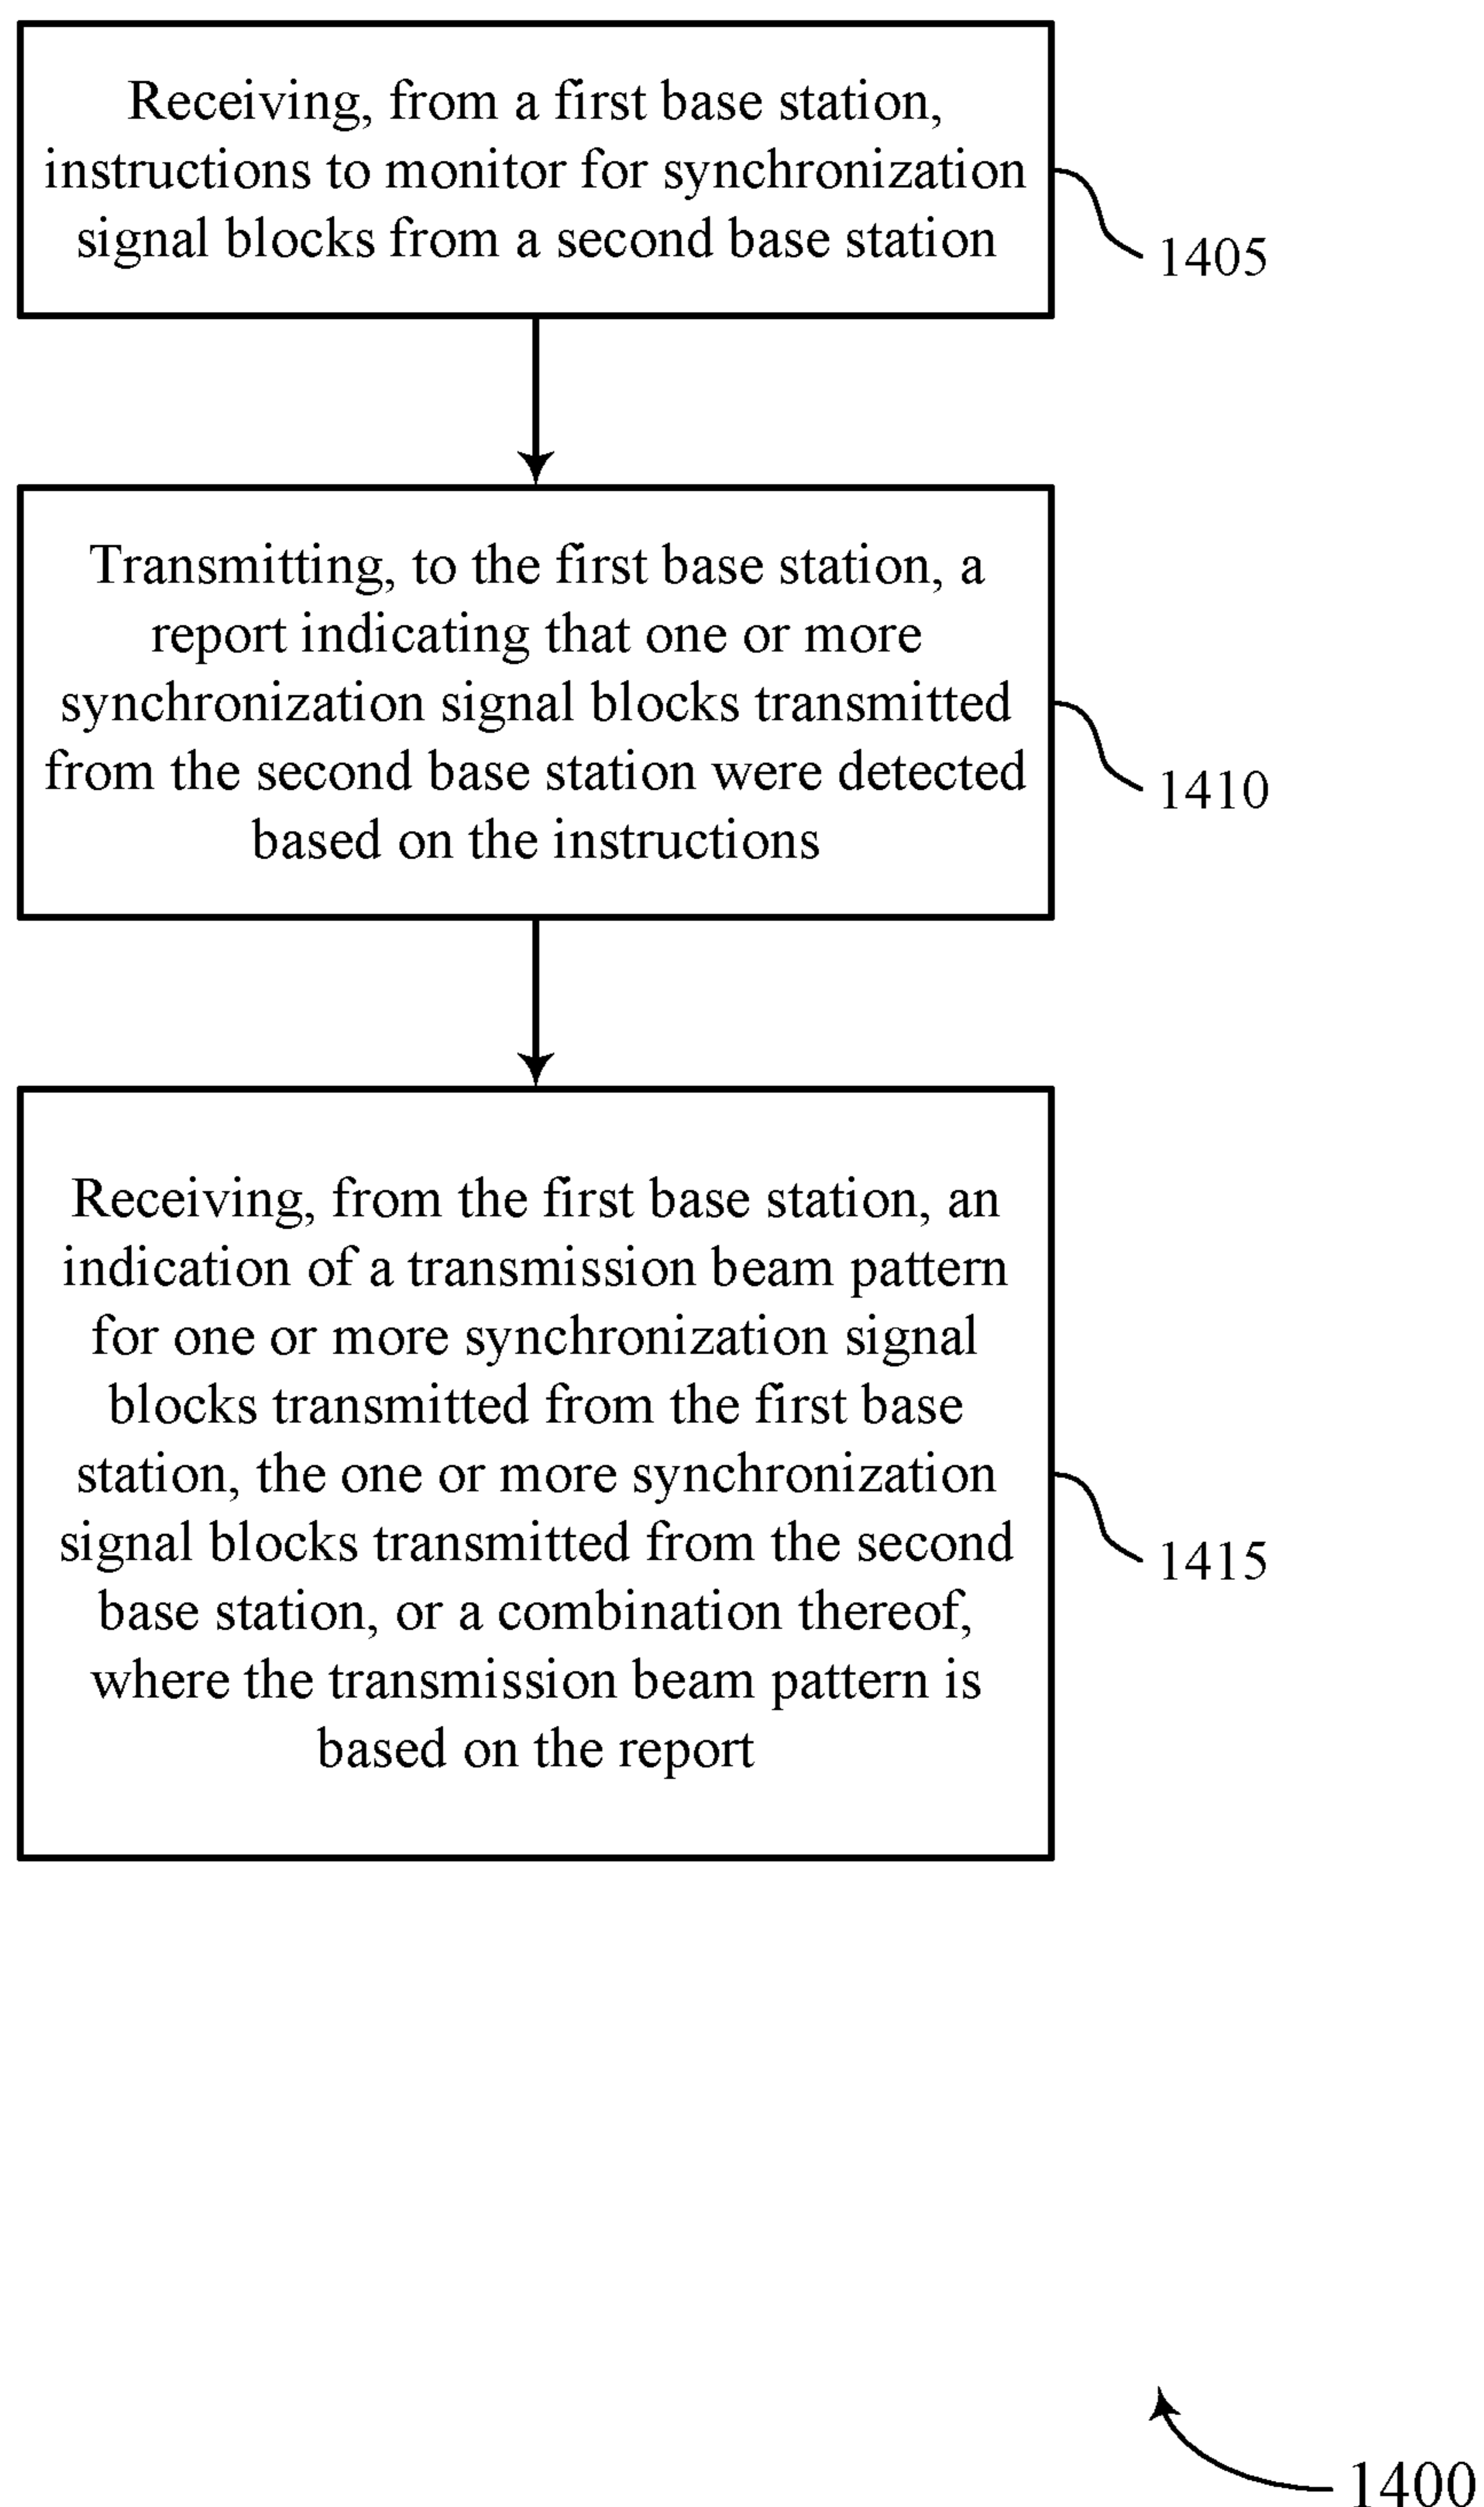 Receiving, from a first base station,
instructions to monitor for synchronization
signal blocks from a second base station
1405
Transmitting, to the first base station, a
report indicating that one or more
synchronization signal blocks transmitted
from the second base station were detected
based on the instructions
1410
Receiving, from the first base station, an
indication of a transmission beam pattern
for one or more synchronization signal
blocks transmitted from the first base
station, the one or more synchronization
signal blocks transmitted from the second
base station, or a combination thereof,
where the transmission beam pattern is
based on the report
1415
1400